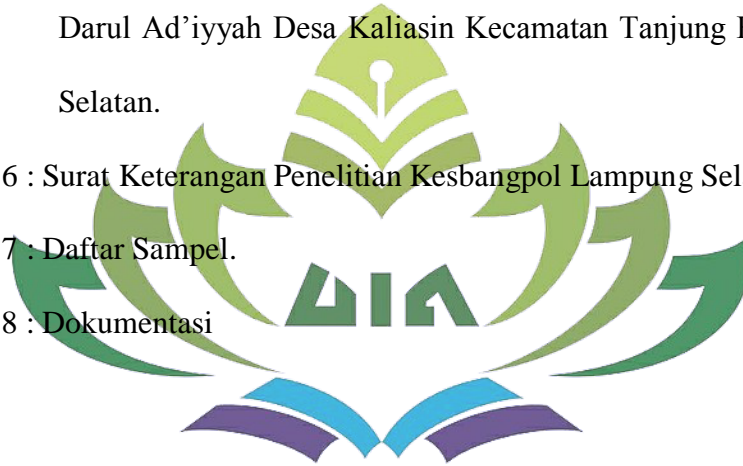 Darul Ad’iyyah Desa Kaliasin Kecamatan Tanjung
Selatan.
6 : Surat Keterangan Penelitian Kesbangpol Lampung
7 : Daftar Sampel.
8 : Dokumentasi
UIN